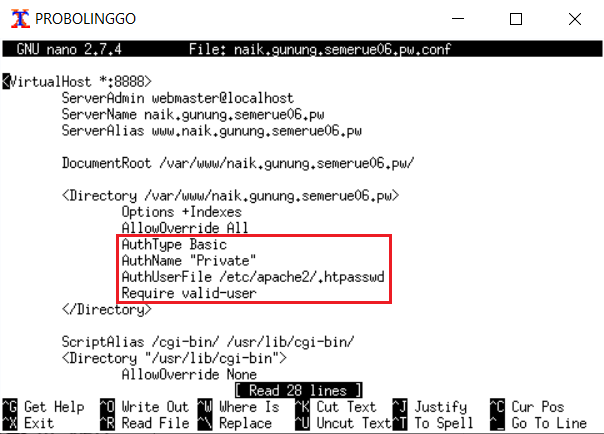 PROBOLINGGO
GNU nano 2.7.4 File: naik.gunung.semerue06.pw.conf
<VirtualHost *:8888>
ServerAdmin webmaster@localhost
ServerName naik.gunung.semerue06.pw
ServerAlias www.naik.gunung.semerue06.pw
DocumentRoot /var/www/naik.gunung.semerue06.pw/
<Directory /var/www/naik.gunung.semerue06.pw>
Options +Indexes
AllowOverride All
AuthType Basic
AuthName "Private"
AuthUserFile /etc/apache2/.htpasswd
Require valid-user
</Directory>
ScriptAlias /cgi-bin/ /usr/lib/cgi-bin/
<Directory "/usr/lib/cgi-bin">
AllowOverride None
[ Read 28 lines ]
^G Get Help ^O Write Out ^W Where Is ^K Cut Text ^J Justify ^C Cur Pos
^X Exit ^R Read File ^\ Replace ^U Uncut Text ^T To Spell ^_ Go To Line